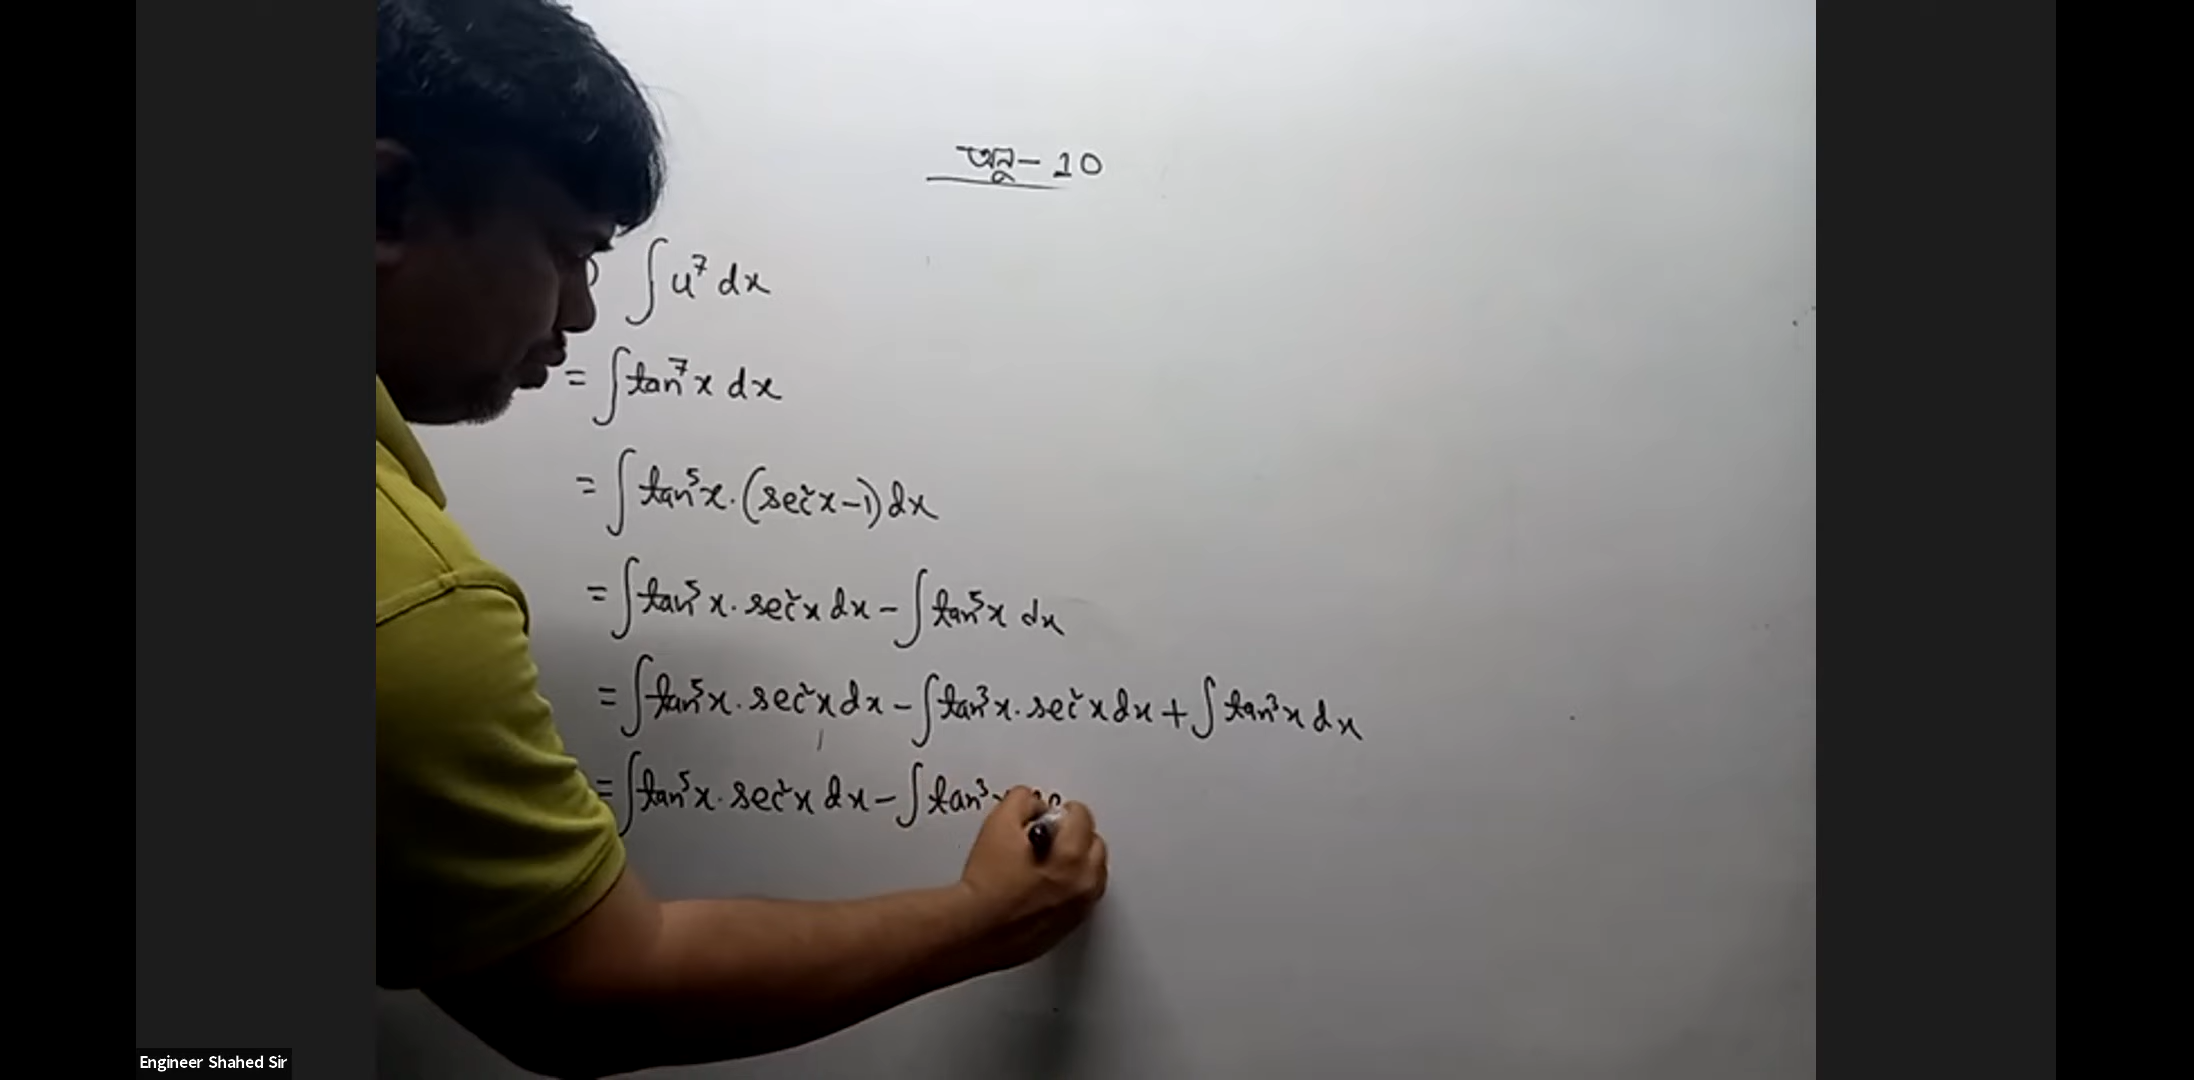 অনু- 10
∫u⁷ dx
= ∫tan⁷x dx
= ∫tan⁵x.(sec²x-1)dx
= ∫tan⁵x.sec²x dx - ∫tan⁵x dx
= ∫tan⁵x.sec²x dx - ∫tan³x.sec²x dx + ∫tan³x dx
= ∫tan⁵x.sec²x dx - ∫tan³
Engineer Shahed Sir